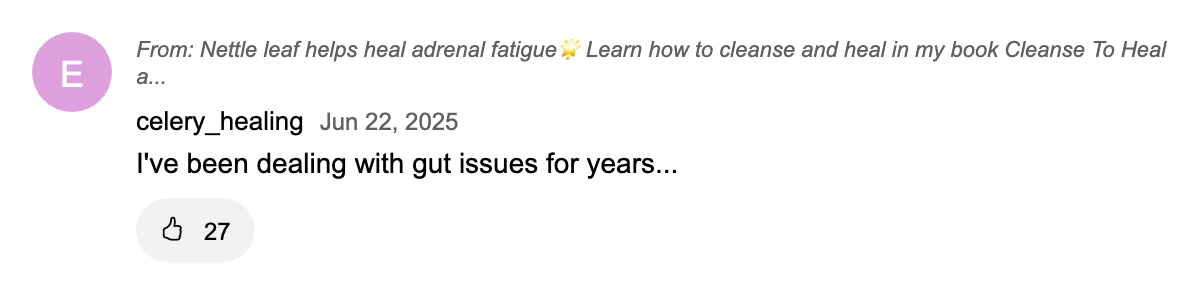 E
From: Nettle leaf helps heal adrenal fatigue🌟 Learn how to cleanse and heal in my book Cleanse To Heal
a...
celery_healing Jun 22, 2025
I've been dealing with gut issues for years...
27